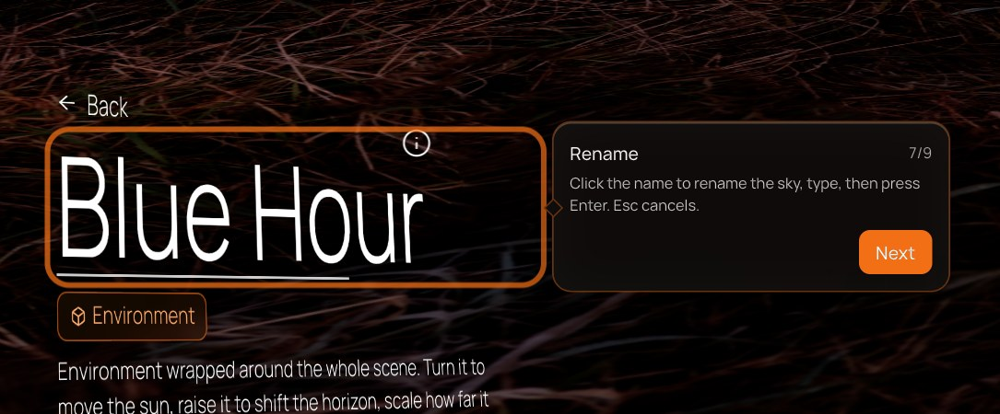 Back
Blue Hour
Rename
7/9
Click the name to rename the sky, type, then press
Enter. Esc cancels.
Next
Environment
Environment wrapped around the whole scene. Turn it to
move the sun, raise it to shift the horizon, scale how far it